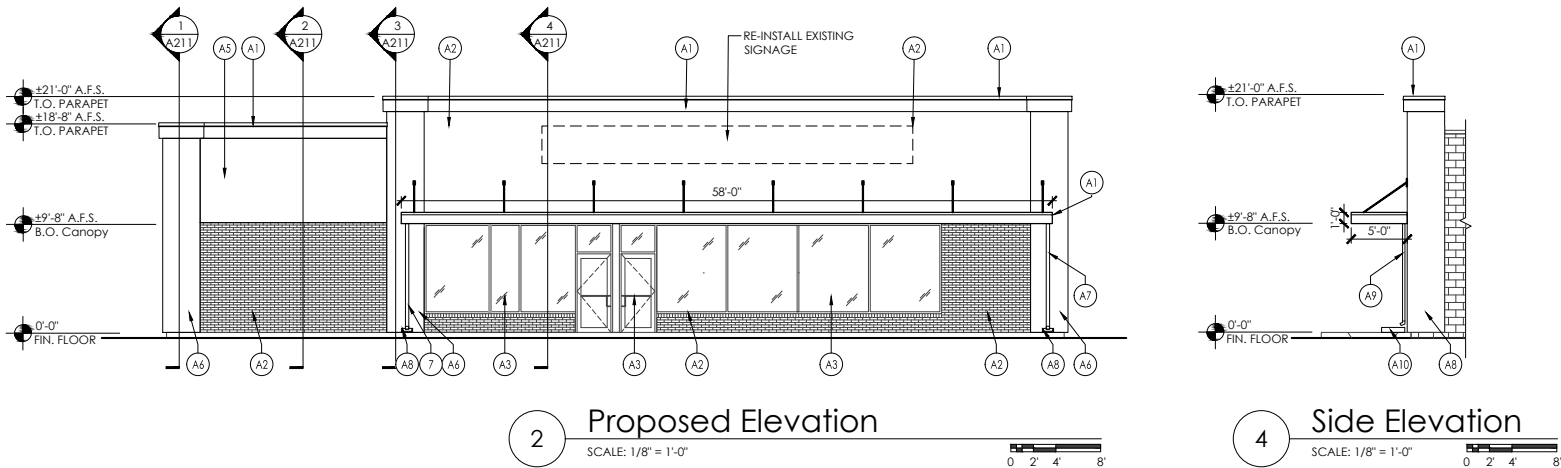 1
A211
2
A211
3
A211
4
A211
A5
A1
A2
RE-INSTALL EXISTING
SIGNAGE
A1
A2
A1
±21'-0" A.F.S.
T.O. PARAPET
±18'-8" A.F.S.
T.O. PARAPET
58'-0"
A1
±9'-8" A.F.S.
B.O. Canopy
A7
0'-0"
FIN. FLOOR
A6
A2
A8
7
A6
A3
A3
A2
A3
A2
A8
A6
2
Proposed Elevation
SCALE: 1/8" = 1'-0"
0 2' 4' 8'
A1
±21'-0" A.F.S.
T.O. PARAPET
±9'-8" A.F.S.
B.O. Canopy
1'-0"
5'-0"
A9
0'-0"
FIN. FLOOR
A10
A8
4
Side Elevation
SCALE: 1/8" = 1'-0"
0 2' 4' 8'